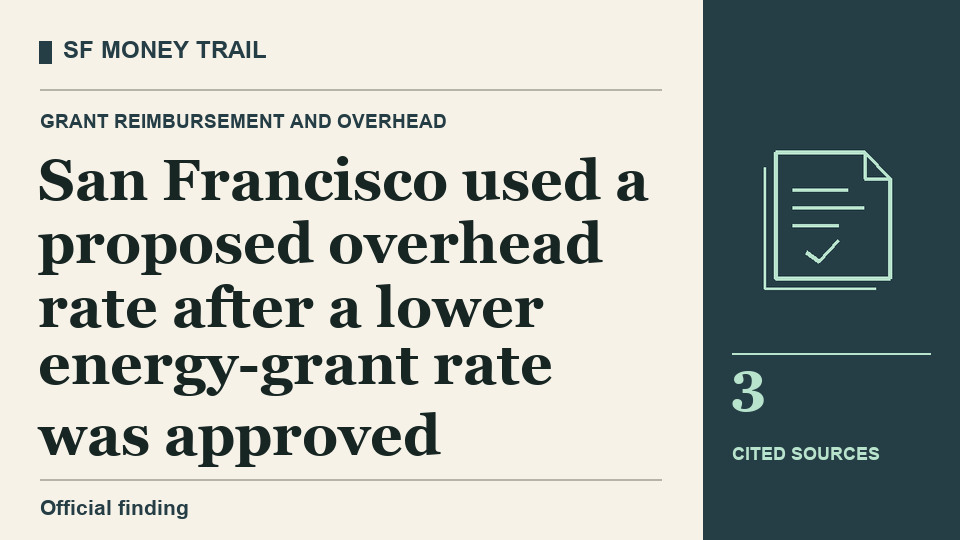 SF MONEY TRAIL
GRANT REIMBURSEMENT AND OVERHEAD
San Francisco used a
proposed overhead
rate after a lower
energy-grant rate
was approved
Official finding
3
CITED SOURCES